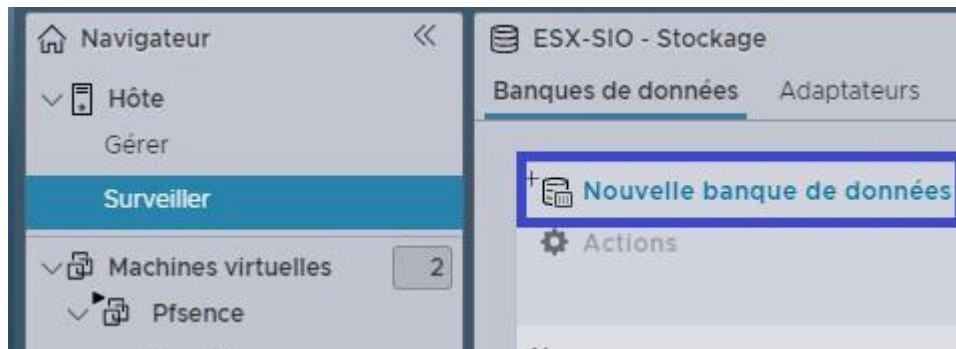 Navigateur
ESX-SIO - Stockage
Hôte
Banques de données Adaptateurs
Gérer
Surveiller
Nouvelle banque de données
Actions
Machines virtuelles 2
Pfsence